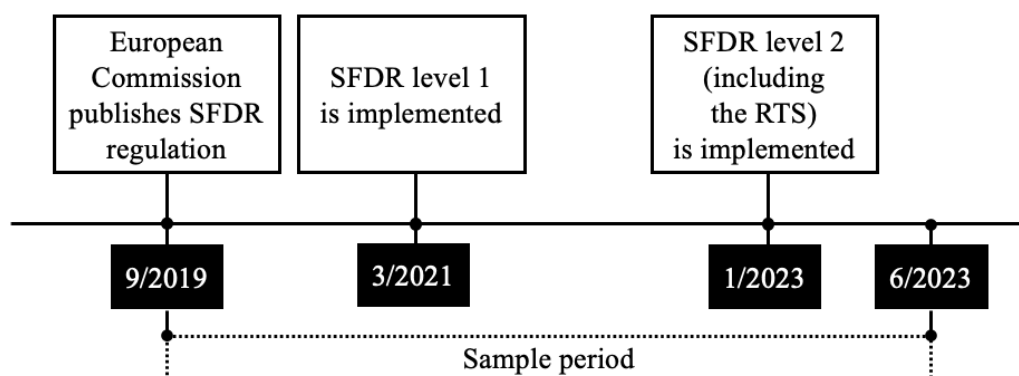 European
Commission
publishes SFDR
regulation
SFDR level 1
is implemented
SFDR level 2
(including
the RTS)
is implemented
9/2019
3/2021
1/2023
6/2023
Sample period